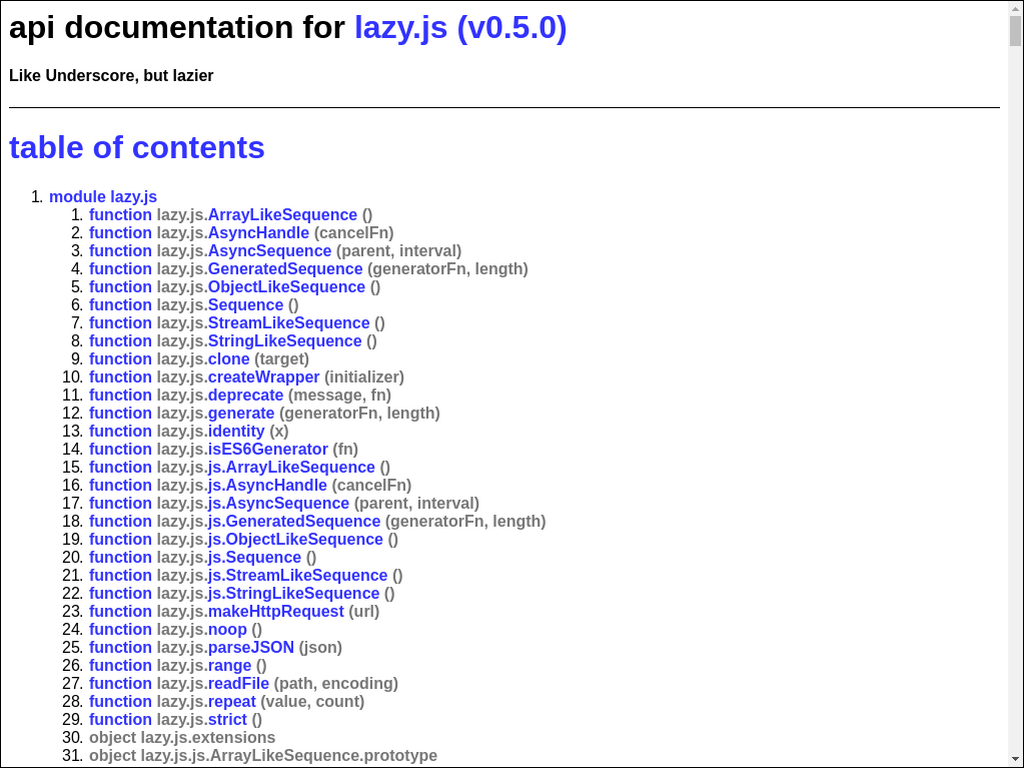 api documentation for lazy.js (v0.5.0)
Like Underscore, but lazier
table of contents
1. module lazy.js
1. function lazy.js.ArrayLikeSequence ()
2. function lazy.js.AsyncHandle (cancelFn)
3. function lazy.js.AsyncSequence (parent, interval)
4. function lazy.js.GeneratedSequence (generatorFn, length)
5. function lazy.js.ObjectLikeSequence ()
6. function lazy.js.Sequence ()
7. function lazy.js.StreamLikeSequence ()
8. function lazy.js.StringLikeSequence ()
9. function lazy.js.clone (target)
10. function lazy.js.createWrapper (initializer)
11. function lazy.js.deprecate (message, fn)
12. function lazy.js.generate (generatorFn, length)
13. function lazy.js.identity (x)
14. function lazy.js.isES6Generator (fn)
15. function lazy.js.js.ArrayLikeSequence ()
16. function lazy.js.js.AsyncHandle (cancelFn)
17. function lazy.js.js.AsyncSequence (parent, interval)
18. function lazy.js.js.GeneratedSequence (generatorFn, length)
19. function lazy.js.js.ObjectLikeSequence ()
20. function lazy.js.js.Sequence ()
21. function lazy.js.js.StreamLikeSequence ()
22. function lazy.js.js.StringLikeSequence ()
23. function lazy.js.makeHttpRequest (url)
24. function lazy.js.noop ()
25. function lazy.js.parseJSON (json)
26. function lazy.js.range ()
27. function lazy.js.readFile (path, encoding)
28. function lazy.js.repeat (value, count)
29. function lazy.js.strict ()
30. object lazy.js.extensions
31. object lazy.js.js.ArrayLikeSequence.prototype